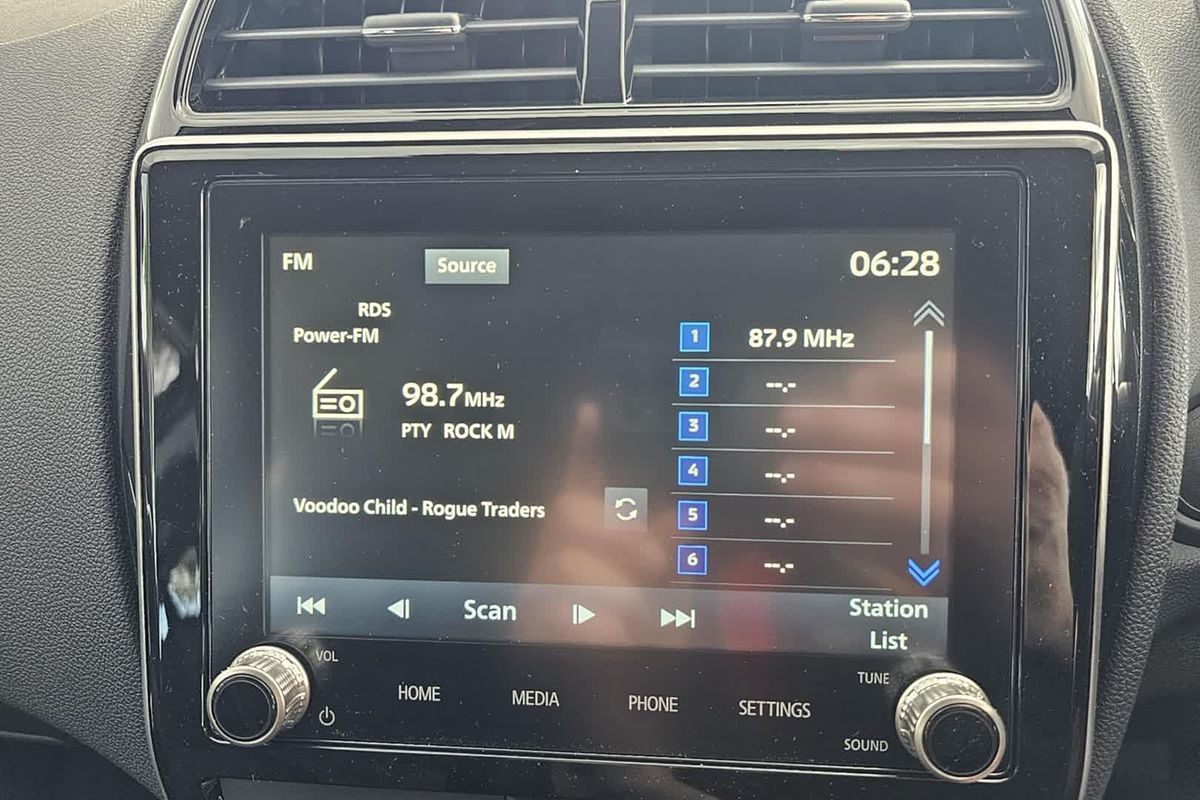 FM
Source
06:28
RDS
Power-FM
98.7MHz
PTY ROCK M
Voodoo Child - Rogue Traders
1 87.9 MHz
2 --.-
3 --.-
4 --.-
5 --.-
6 --.-
Scan
Station
List
VOL
HOME
MEDIA
PHONE
SETTINGS
TUNE
SOUND